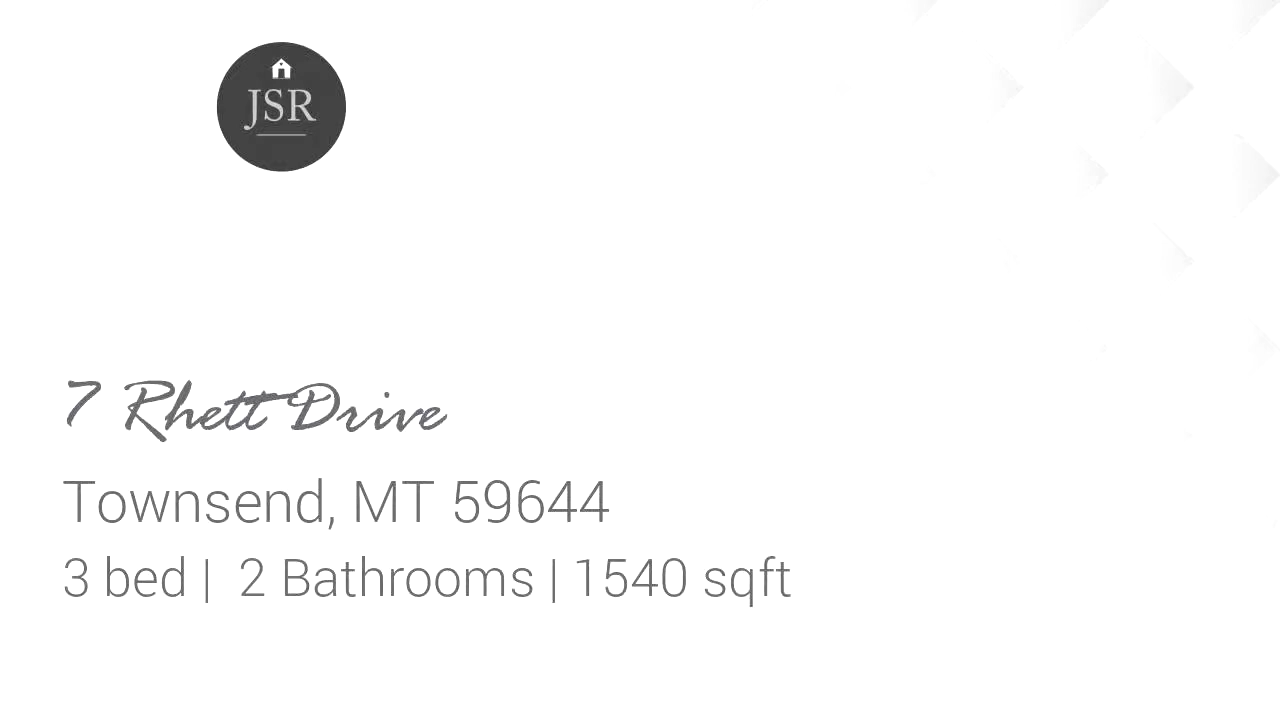 JSR
7 Rhett Drive
Townsend, MT 59644
3 bed | 2 Bathrooms | 1540 sqft